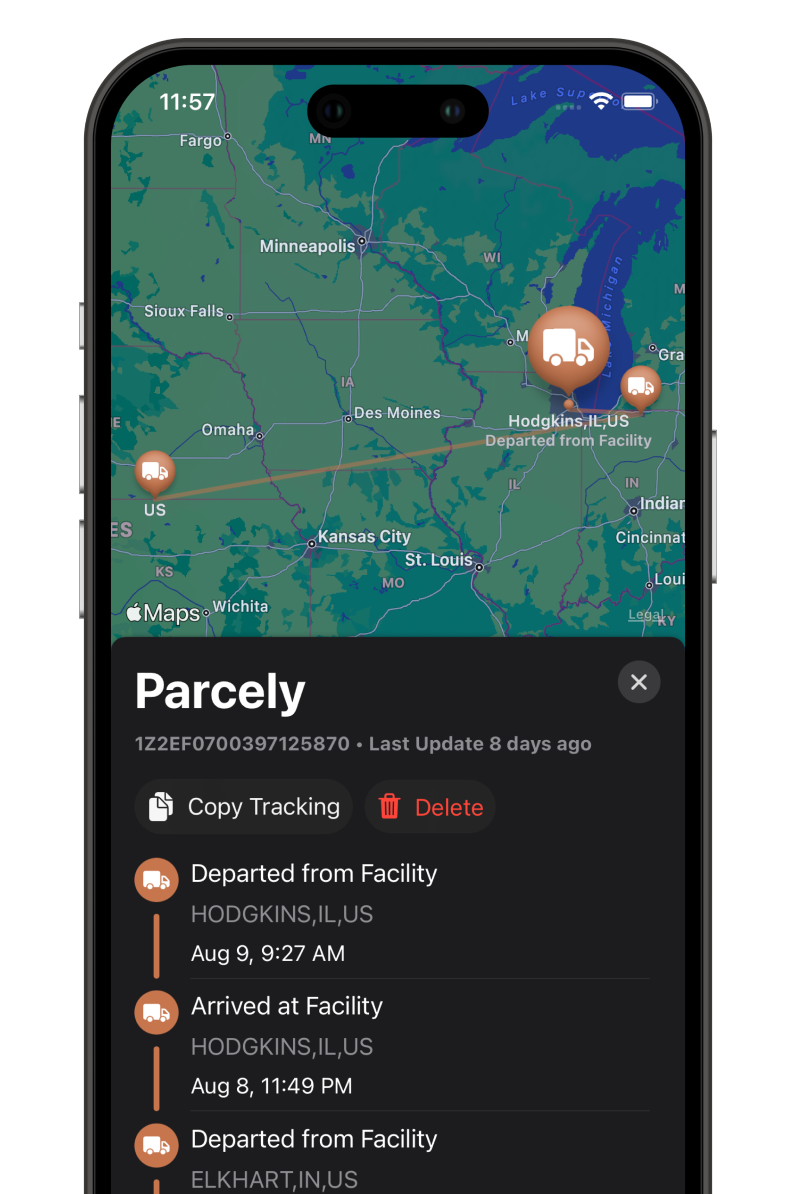 11:57
Lake Sup
Fargo
MN
Minneapolis
WI
Lake Michigan
Sioux Falls
M
M
Gra
IA
Des Moines
Omaha
Hodgkins,IL,US
Departed from Facility
US
IL
IN
Indian
ES
Kansas City
Cincinnat
St. Louis
KS
MO
Loui
Maps
Wichita
Legal
KY
Parcely
1Z2EF0700397125870 • Last Update 8 days ago
Copy Tracking
Delete
Departed from Facility
HODGKINS,IL,US
Aug 9, 9:27 AM
Arrived at Facility
HODGKINS,IL,US
Aug 8, 11:49 PM
Departed from Facility
ELKHART,IN,US